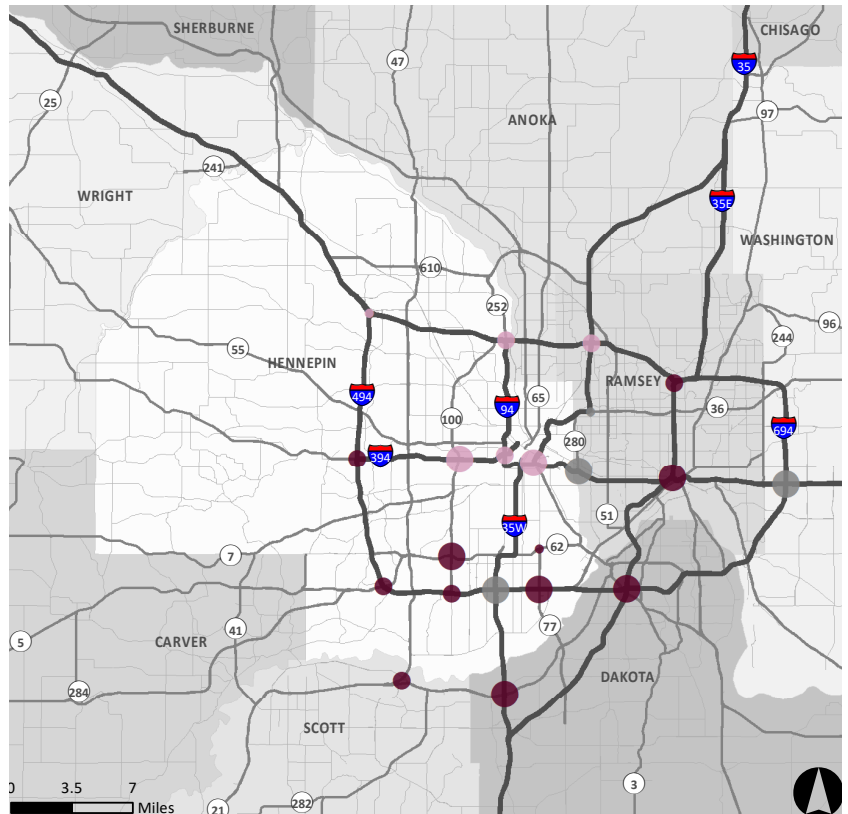 SHERBURNE
CHISAGO
47
35
25
97
ANOKA
241
WRIGHT
35E
WASHINGTON
610
252
96
244
55
HENNEPIN
RAMSEY
494
65
94
36
100
694
280
394
51
35W
62
7
77
41
5
CARVER
DAKOTA
284
SCOTT
3
0 3.5 7
Miles
21
282